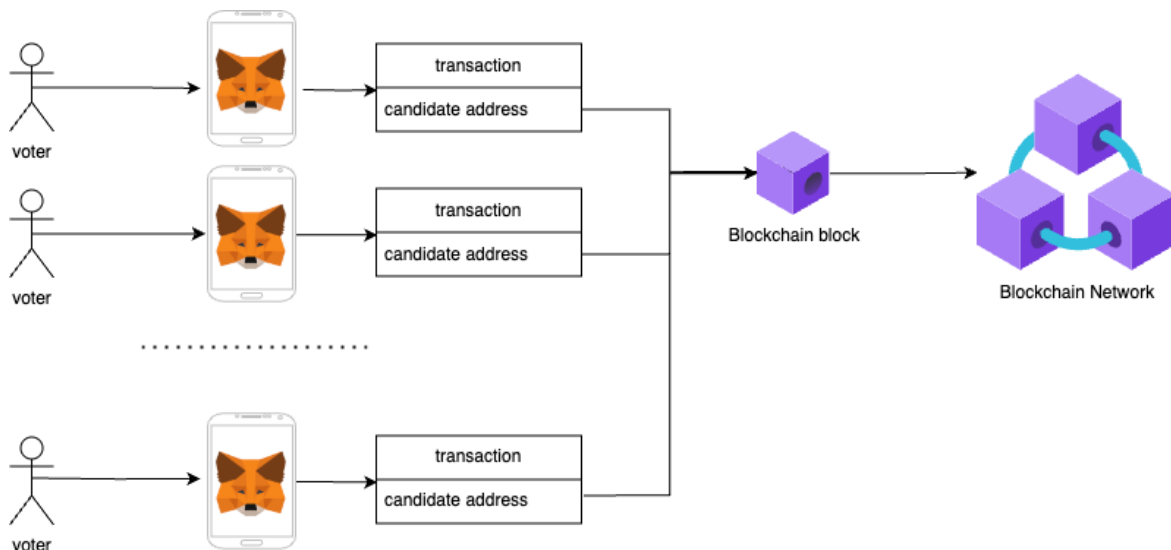 transaction
candidate address
voter
transaction
candidate address
Blockchain block
voter
Blockchain Network
transaction
candidate address
voter